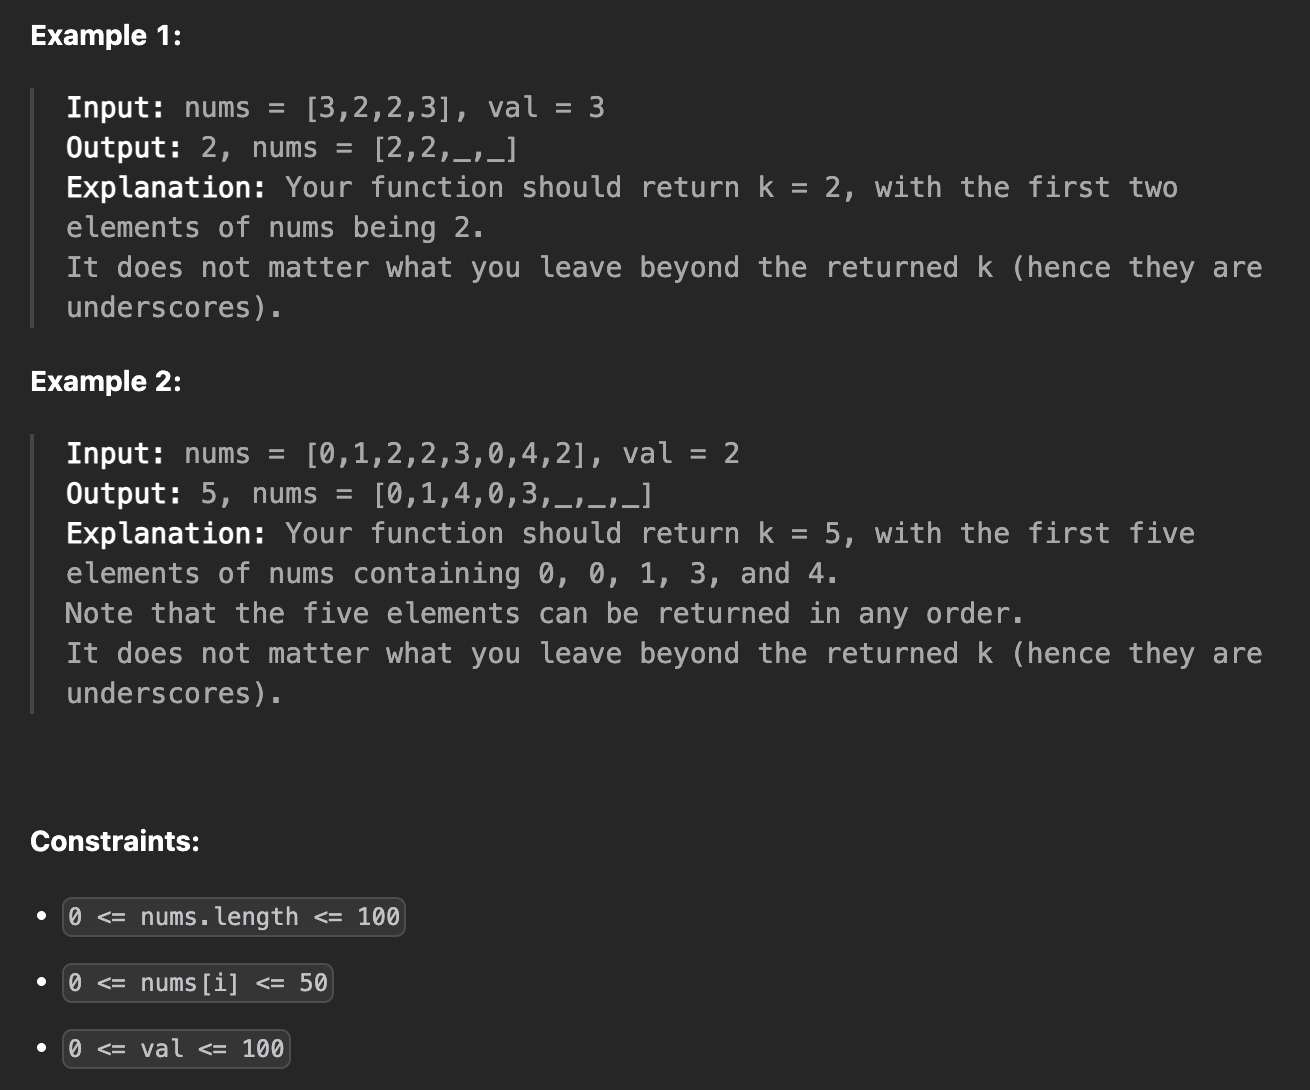 Example 1:
Input: nums = [3,2,2,3], val = 3
Output: 2, nums = [2,2,_,_]
Explanation: Your function should return k = 2, with the first two
elements of nums being 2.
It does not matter what you leave beyond the returned k (hence they are
underscores).
Example 2:
Input: nums = [0,1,2,2,3,0,4,2], val = 2
Output: 5, nums = [0,1,4,0,3,_,_,_]
Explanation: Your function should return k = 5, with the first five
elements of nums containing 0, 0, 1, 3, and 4.
Note that the five elements can be returned in any order.
It does not matter what you leave beyond the returned k (hence they are
underscores).
Constraints:
• 0 <= nums.length <= 100
• 0 <= nums[i] <= 50
• 0 <= val <= 100